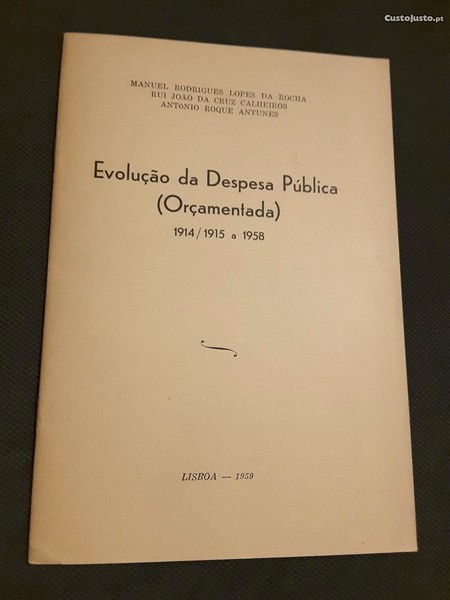 CustoJusto.pt
MANUEL RODRIGUES LOPES DA ROCHA
RUI JOÃO DA CRUZ CALHEIROS
ANTÓNIO ROQUE ANTUNES
Evolução da Despesa Pública
(Orçamentada)
1914/1915 a 1958
LISBOA — 1959